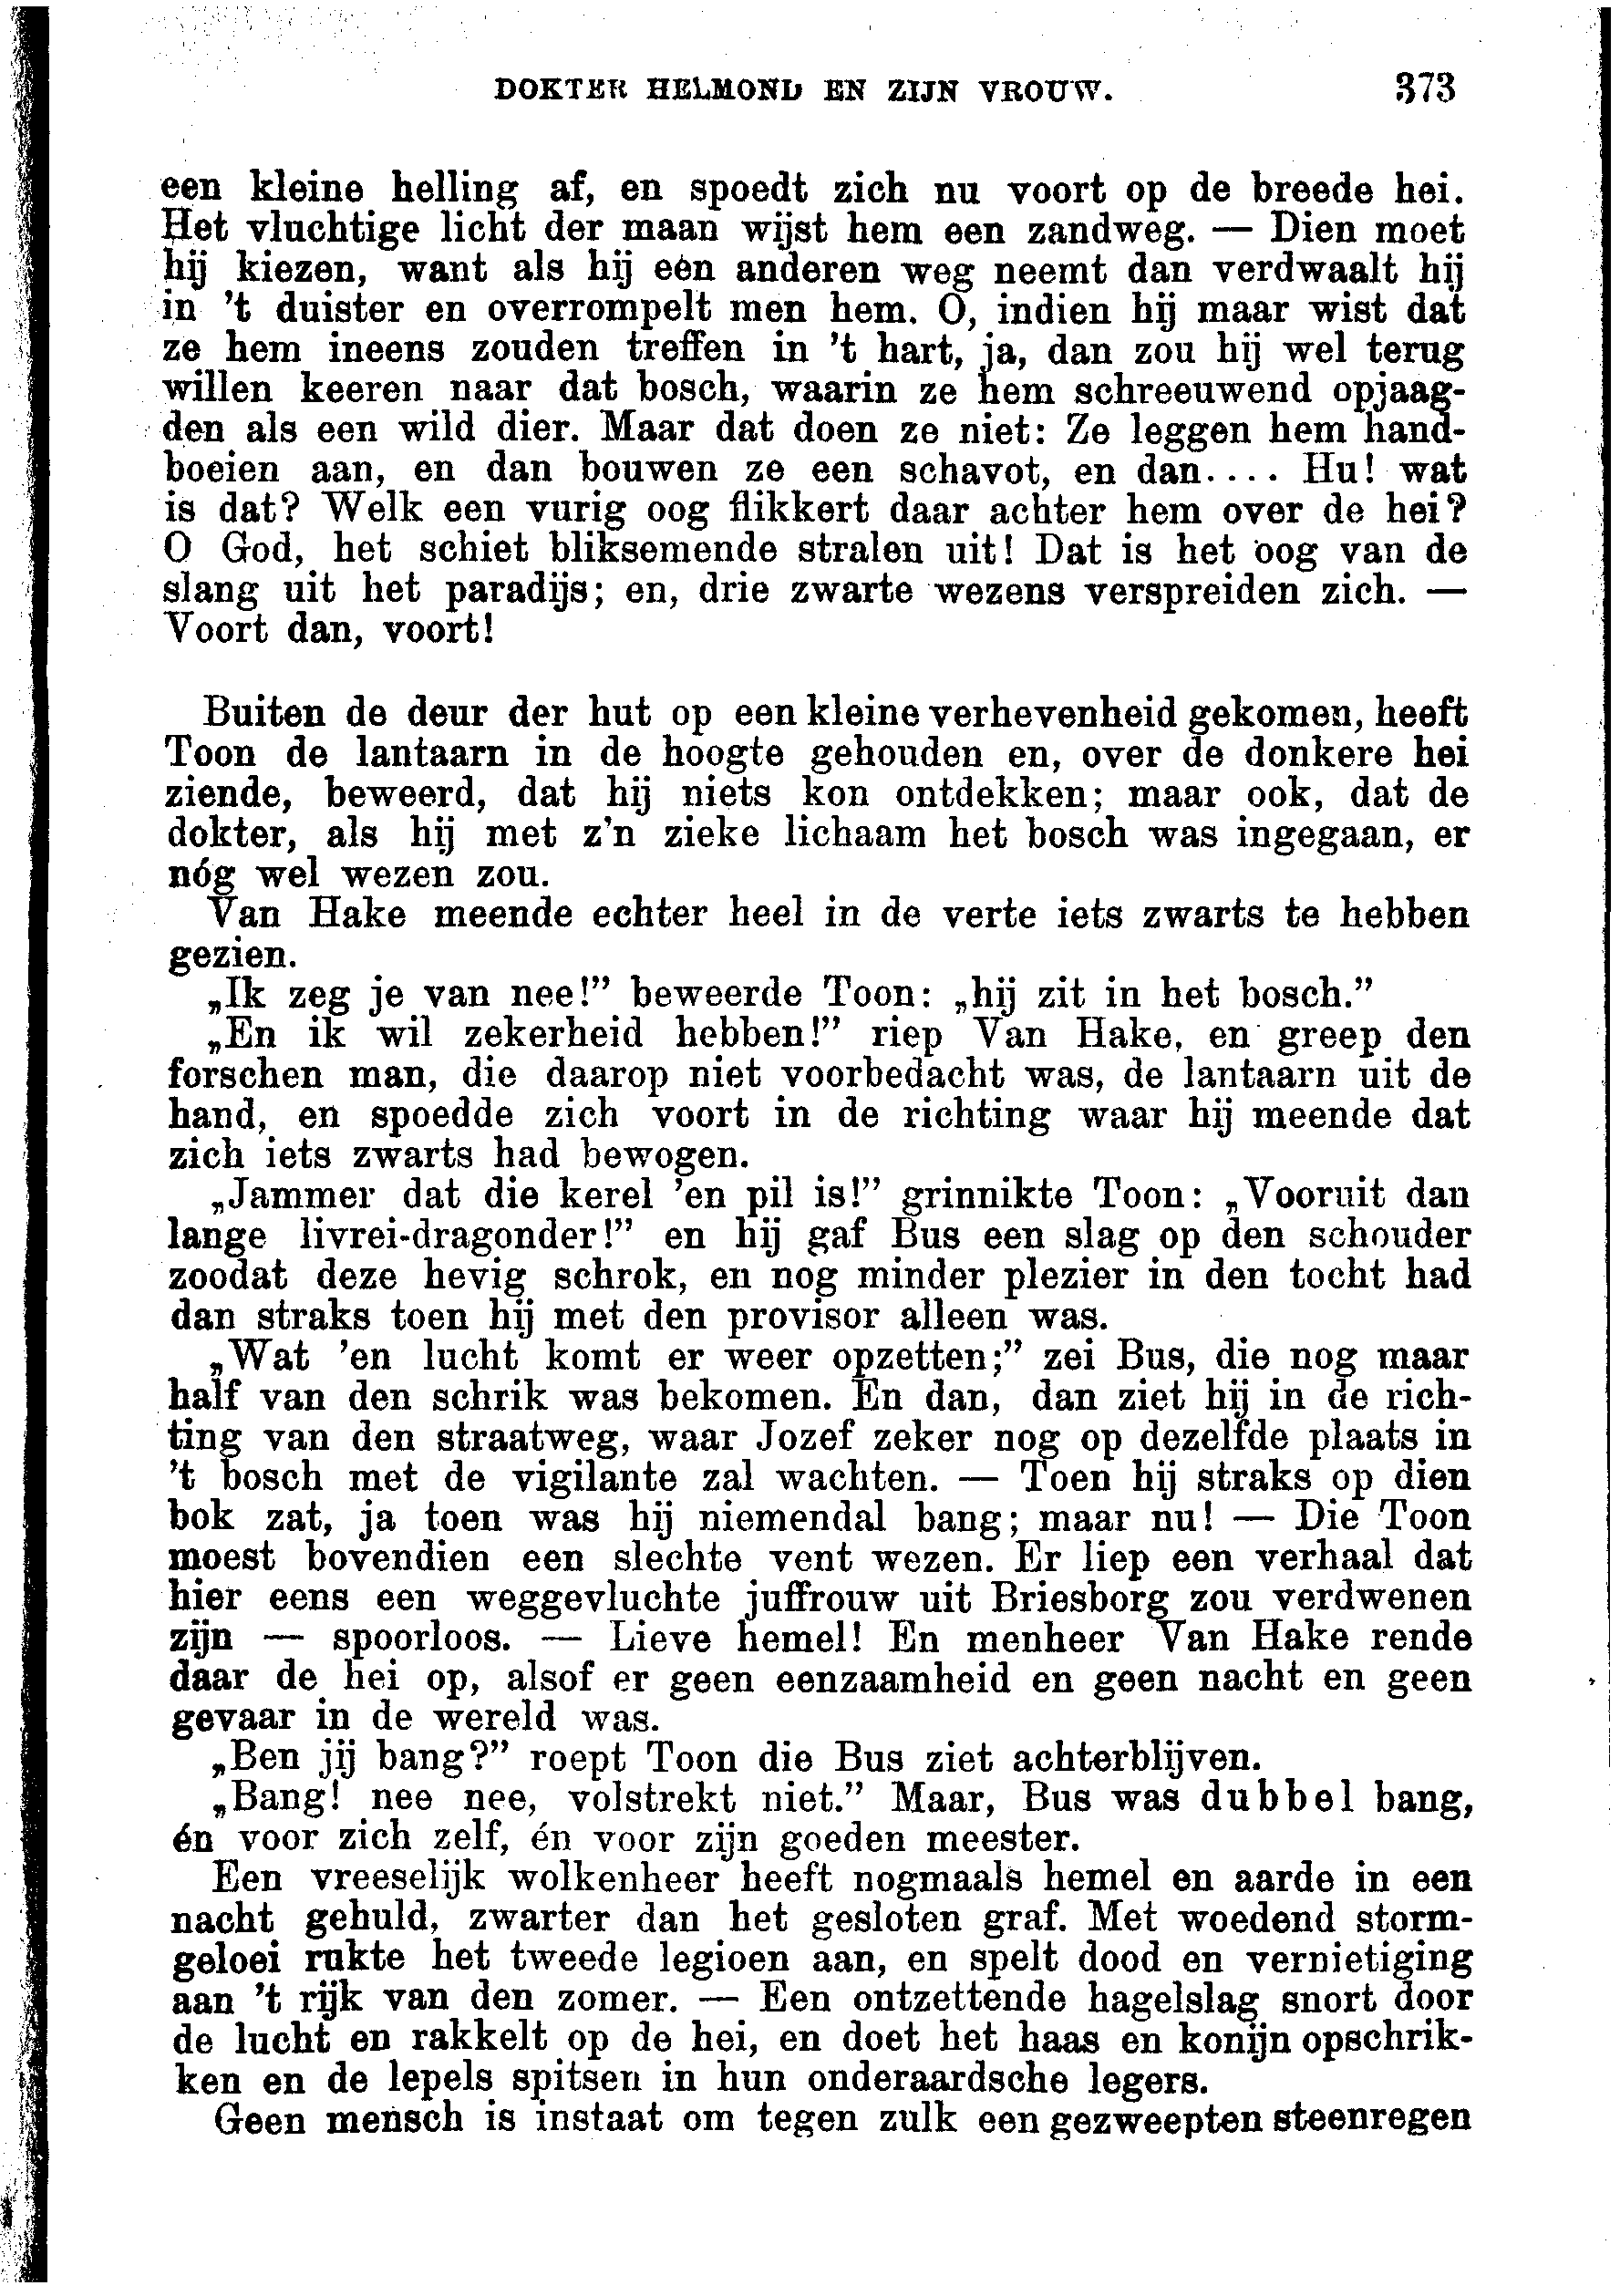 DOKTER HELMOND EN ZIJN VROUW. 373
een kleine helling af, en spoedt zich nu voort op de breede hei.
Het vluchtige licht der maan wijst hem een zandweg. — Dien moet
hij kiezen, want als hij eén anderen weg neemt dan verdwaalt hij
in 't duister en overrompelt men hem. O, indien hij maar wist dat
ze hem ineens zouden treffen in 't hart, ja, dan zou hij wel terug
willen keeren naar dat bosch, waarin ze hem schreeuwend opjaag-
den als een wild dier. Maar dat doen ze niet: Ze leggen hem hand-
boeien aan, en dan bouwen ze een schavot, en dan.... Hu! wat
is dat? Welk een vurig oog flikkert daar achter hem over de hei?
O God, het schiet bliksemende stralen uit! Dat is het oog van de
slang uit het paradijs; en, drie zwarte wezens verspreiden zich. —
Voort dan, voort!
Buiten de deur der hut op een kleine verhevenheid gekomen, heeft
Toon de lantaarn in de hoogte gehouden en, over de donkere hei
ziende, beweerd, dat hij niets kon ontdekken; maar ook, dat de
dokter, als hij met z'n zieke lichaam het bosch was ingegaan, er
nóg wel wezen zou.
Van Hake meende echter heel in de verte iets zwarts te hebben
gezien.
„Ik zeg je van nee!” beweerde Toon: „hij zit in het bosch.”
„En ik wil zekerheid hebben!” riep Van Hake, en greep den
forschen man, die daarop niet voorbedacht was, de lantaarn uit de
hand, en spoedde zich voort in de richting waar hij meende dat
zich iets zwarts had bewogen.
„Jammer dat die kerel 'en pil is!” grinnikte Toon: „Vooruit dan
lange livrei-dragonder!” en hij gaf Bus een slag op den schouder
zoodat deze hevig schrok, en nog minder plezier in den tocht had
dan straks toen hij met den provisor alleen was.
„Wat 'en lucht komt er weer opzetten;” zei Bus, die nog maar
half van den schrik was bekomen. En dan, dan ziet hij in de rich-
ting van den straatweg, waar Jozef zeker nog op dezelfde plaats in
't bosch met de vigilante zal wachten. — Toen hij straks op dien
bok zat, ja toen was hij niemendal bang; maar nu! — Die Toon
moest bovendien een slechte vent wezen. Er liep een verhaal dat
hier eens een weggevluchte juffrouw uit Briesborg zou verdwenen
zijn — spoorloos. — Lieve hemel! En menheer Van Hake rende
daar de hei op, alsof er geen eenzaamheid en geen nacht en geen
gevaar in de wereld was.
„Ben jij bang?” roept Toon die Bus ziet achterblijven.
„Bang! nee nee, volstrekt niet.” Maar, Bus was dubbel bang,
én voor zich zelf, én voor zijn goeden meester.
Een vreeselijk wolkenheer heeft nogmaals hemel en aarde in een
nacht gehuld, zwarter dan het gesloten graf. Met woedend storm-
geloei rukte het tweede legioen aan, en spelt dood en vernietiging
aan 't rijk van den zomer. — Een ontzettende hagelslag snort door
de lucht en rakkelt op de hei, en doet het haas en konijn opschrik-
ken en de lepels spitsen in hun onderaardsche legers.
Geen mensch is instaat om tegen zulk een gezweepten steenregen